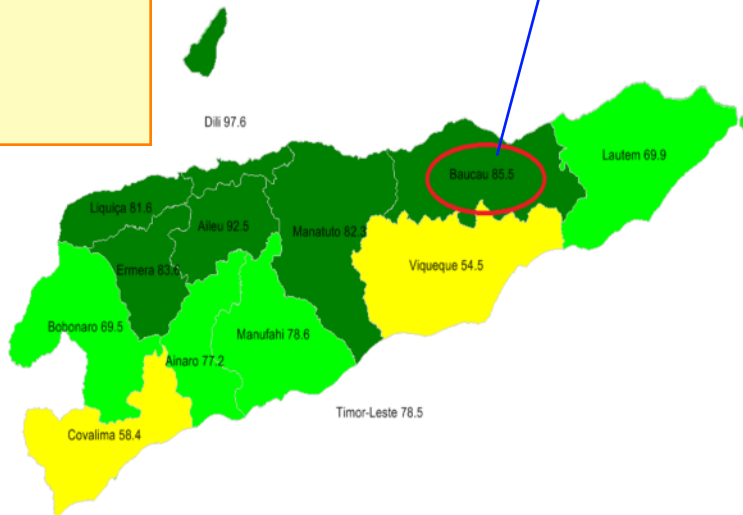 Dili 97.6
Lautem 69.9
Baucau 85.5
Liquiça 81.6
Aileu 92.5
Manatuto 82.3
Ermera 83.6
Viqueque 54.5
Bobonaro 69.5
Manufahi 78.6
Ainaro 77.2
Timor-Leste 78.5
Covalima 58.4